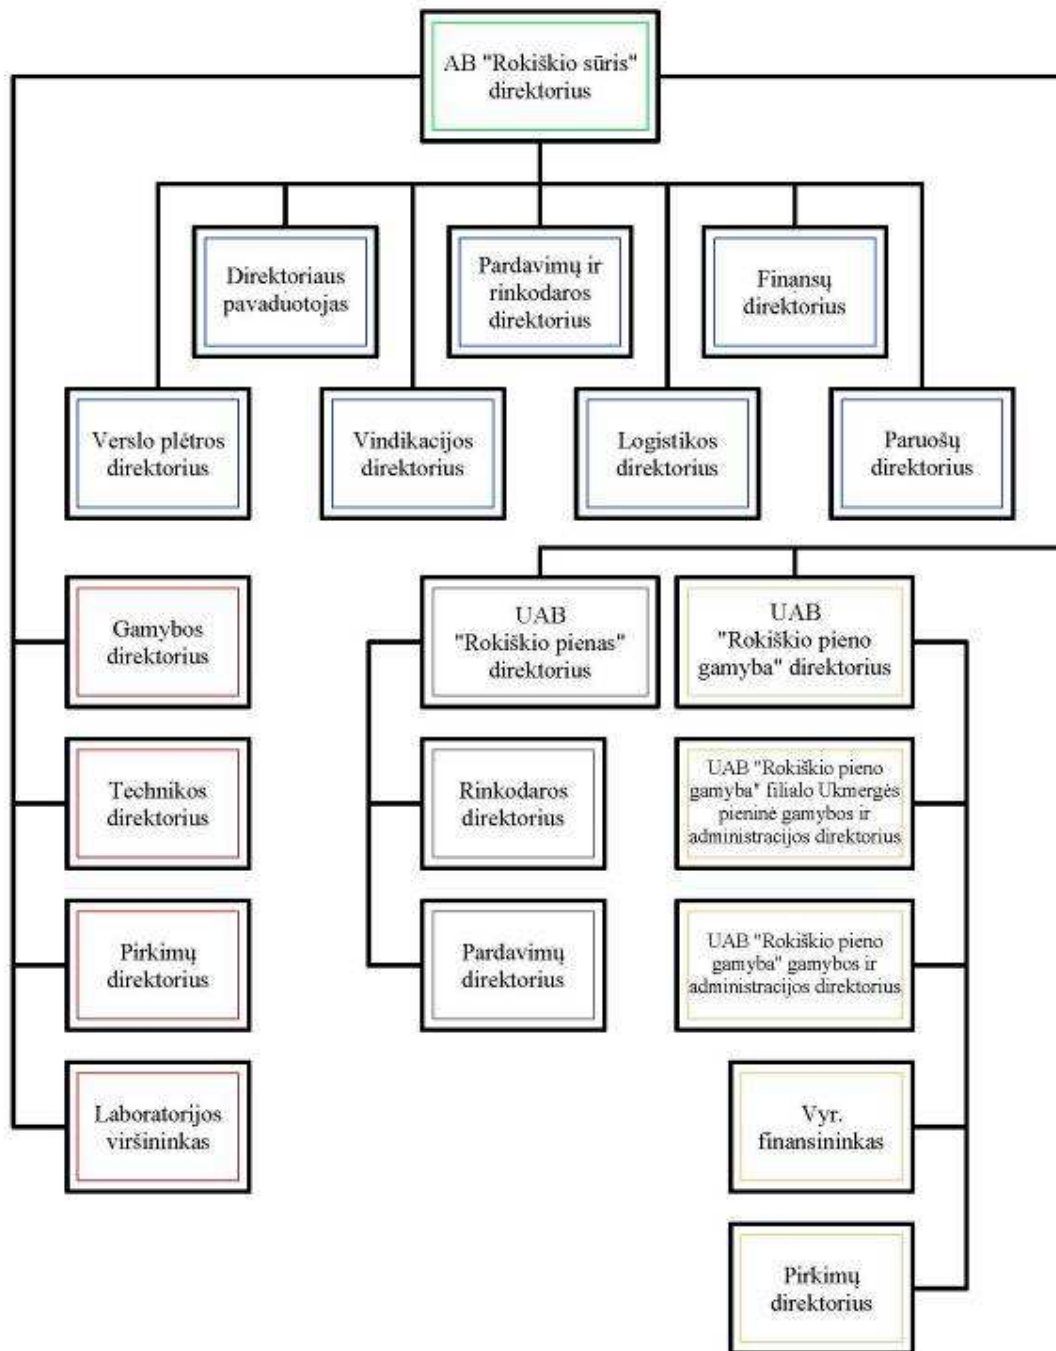 AB "Rokiškio sūris"
direktorius
Direktoriaus
pavaduotojas
Pardavimų ir
rinkodaros
direktorius
Finansų
direktorius
Verslo plėtros
direktorius
Vindikacijos
direktorius
Logistikos
direktorius
Paruošų
direktorius
Gamybos
direktorius
UAB
"Rokiškio pienas"
direktorius
UAB
"Rokiškio pieno
gamyba" direktorius
Technikos
direktorius
Rinkodaros
direktorius
UAB "Rokiškio pieno
gamyba" filialo Ukmergės
pieninė gamybos ir
administracijos direktorius
Pirkimų
direktorius
Pardavimų
direktorius
UAB "Rokiškio pieno
gamyba" gamybos ir
administracijos direktorius
Laboratorijos
viršininkas
Vyr.
finansininkas
Pirkimų
direktorius